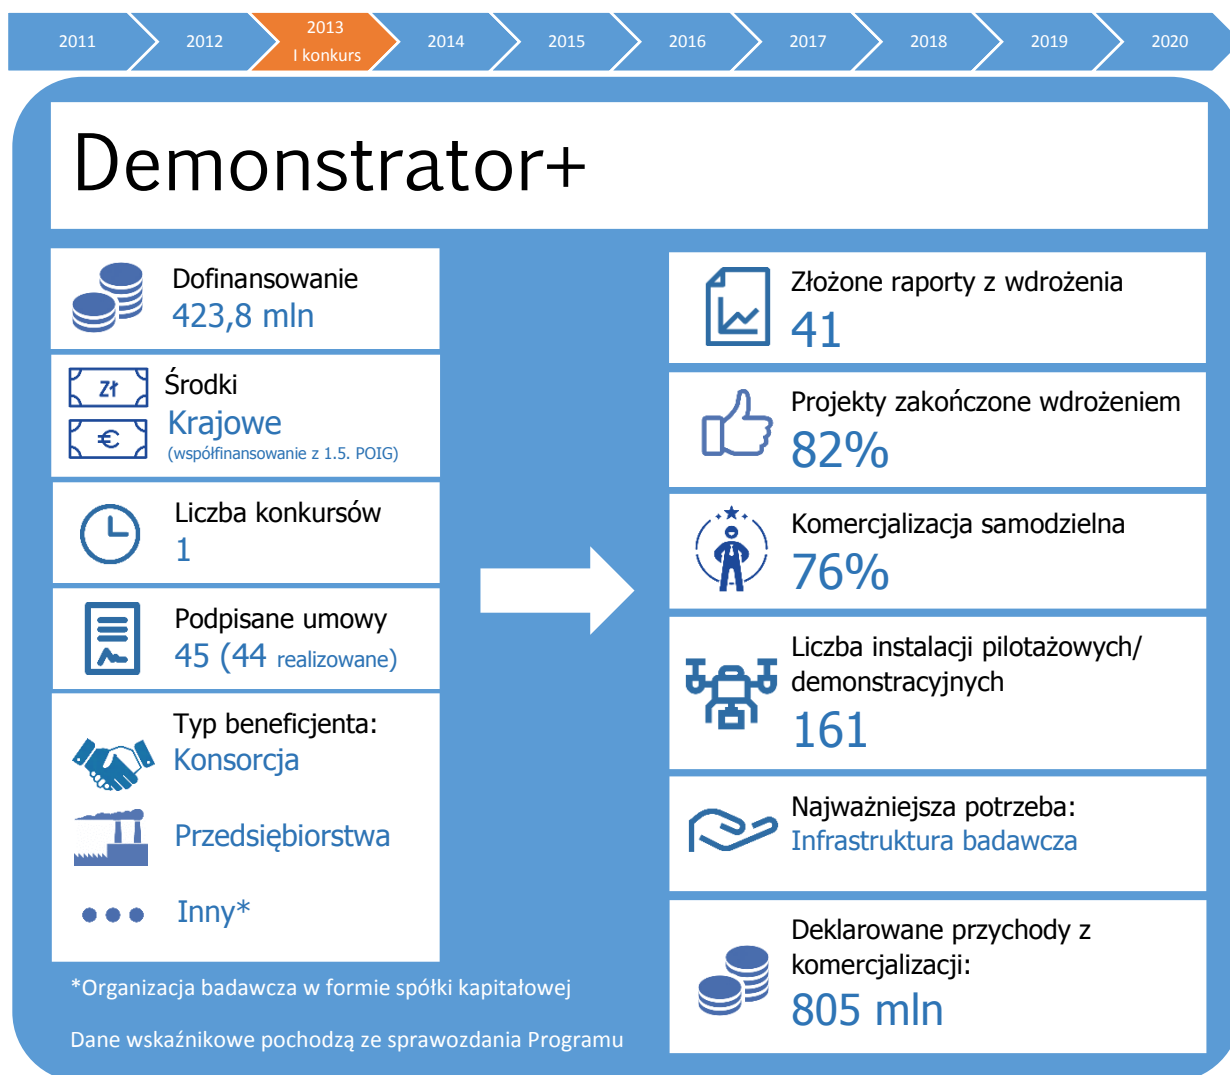 2011
2012
2013
I konkurs
2014
2015
2016
2017
2018
2019
2020
Demonstrator+
Dofinansowanie
423,8 mln
Zł
€
Środki
Krajowe
(współfinansowanie z 1.5. POIG)
Liczba konkursów
1
Podpisane umowy
45 (44 realizowane)
Typ beneficjenta:
Konsorcja
Przedsiębiorstwa
Inny*
*Organizacja badawcza w formie spółki kapitałowej
Dane wskaźnikowe pochodzą ze sprawozdania Programu
Złożone raporty z wdrożenia
41
Projekty zakończone wdrożeniem
82%
Komercjalizacja samodzielna
76%
Liczba instalacji pilotażowych/
demonstracyjnych
161
Najważniejsza potrzeba:
Infrastruktura badawcza
Deklarowane przychody z
komercjalizacji:
805 mln